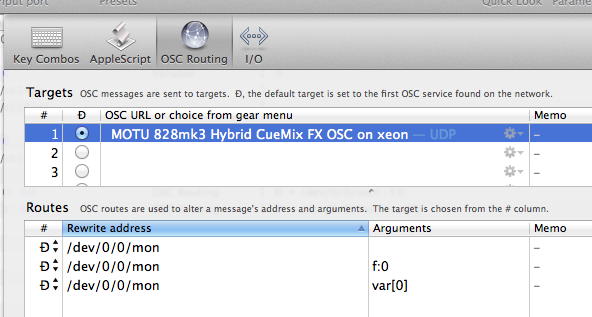 nput port Presets Quick Look Parame
Key Combos AppleScript OSC Routing I/O
Targets OSC messages are sent to targets. Đ, the default target is set to the first OSC service found on the network.
# Đ OSC URL or choice from gear menu Memo
1 MOTU 828mk3 Hybrid CueMix FX OSC on xeon — UDP –
2 –
3 –
Routes OSC routes are used to alter a message's address and arguments. The target is chosen from the # column.
# Rewrite address Arguments Memo
Đ /dev/0/0/mon –
Đ /dev/0/0/mon f:0 –
Đ /dev/0/0/mon var[0] –